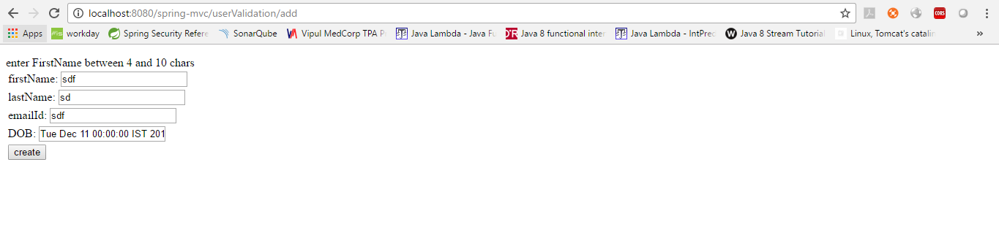 localhost:8080/spring-mvc/userValidation/add
Apps workday Spring Security Refere SonarQube Vipul MedCorp TPA Pr Java Lambda - Java Fu Java 8 functional inter Java Lambda - IntPred Java 8 Stream Tutorial Linux, Tomcat's catalin »
enter FirstName between 4 and 10 chars
firstName: sdf
lastName: sd
emailId: sdf
DOB: Tue Dec 11 00:00:00 IST 201
create